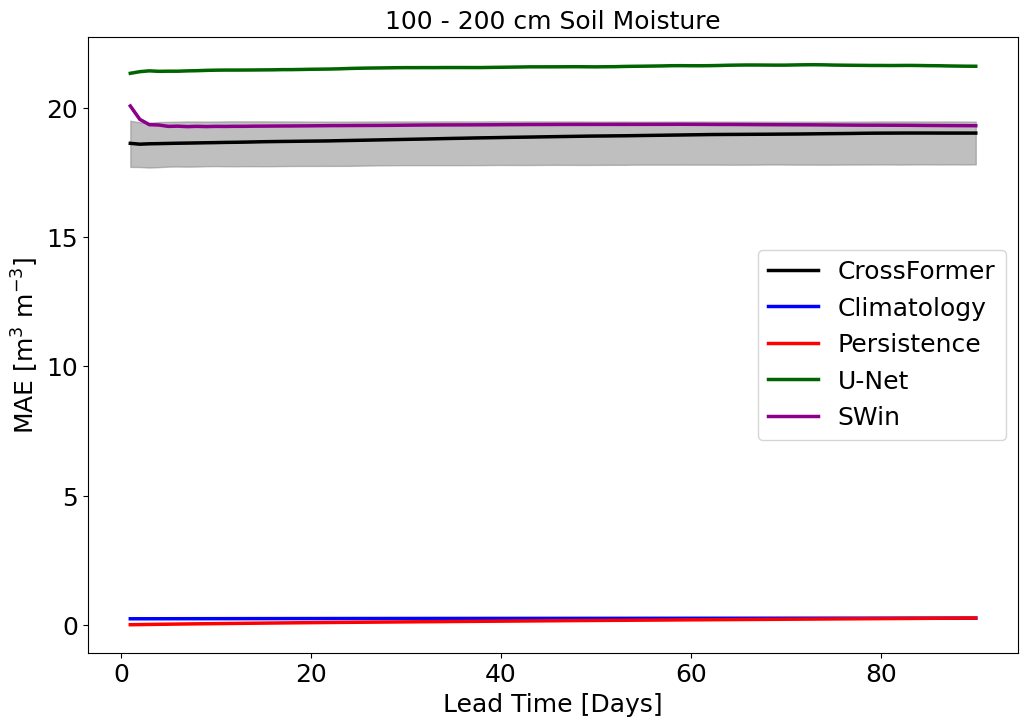 100 - 200 cm Soil Moisture
MAE [m³ m⁻³]
20
15
10
5
0
CrossFormer
Climatology
Persistence
U-Net
SWin
0 20 40 60 80
Lead Time [Days]